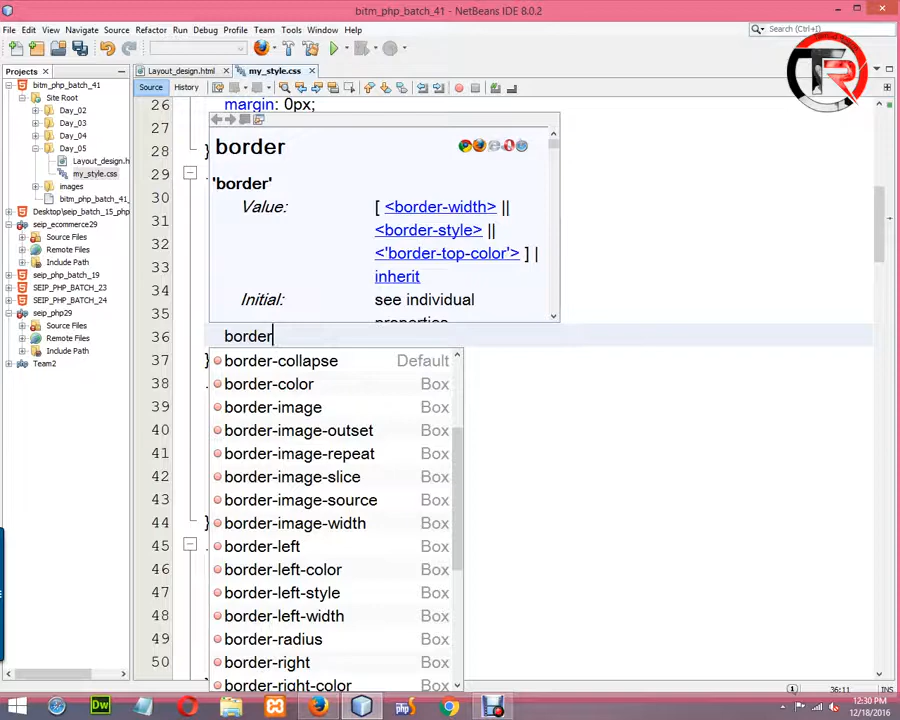 bitm_php_batch_41 - NetBeans IDE 8.0.2
File Edit View Navigate Source Refactor Run Debug Profile Team Tools Window Help
Search (Ctrl+I)
Projects
Layout_design.html
my_style.css
Source
History
bitm_php_batch_41
Site Root
Day_02
Day_03
Day_04
Day_05
Layout_design.h
my_style.css
images
bitm_php_batch_41_
Desktop\seip_batch_15_php
seip_ecommerce29
Source Files
Remote Files
Include Path
seip_php_batch_19
SEIP_PHP_BATCH_23
SEIP_PHP_BATCH_24
seip_php29
Source Files
Remote Files
Include Path
Team2
TR
26 margin: 0px;
27
28 }
29
30
31
32
33
34
35
36 border
37 }
38 .
39
40
41
42
43
44 }
45 .
46
47
48
49
50
border
'border'
Value: [ <border-width> ||
<border-style> ||
<'border-top-color'> ] |
inherit
Initial: see individual
properties
border-collapse Default
border-color Box
border-image Box
border-image-outset Box
border-image-repeat Box
border-image-slice Box
border-image-source Box
border-image-width Box
border-left Box
border-left-color Box
border-left-style Box
border-left-width Box
border-radius Box
border-right Box
border-right-color Box
1
36:11
INS
Dw
php
12:30 PM
12/18/2016